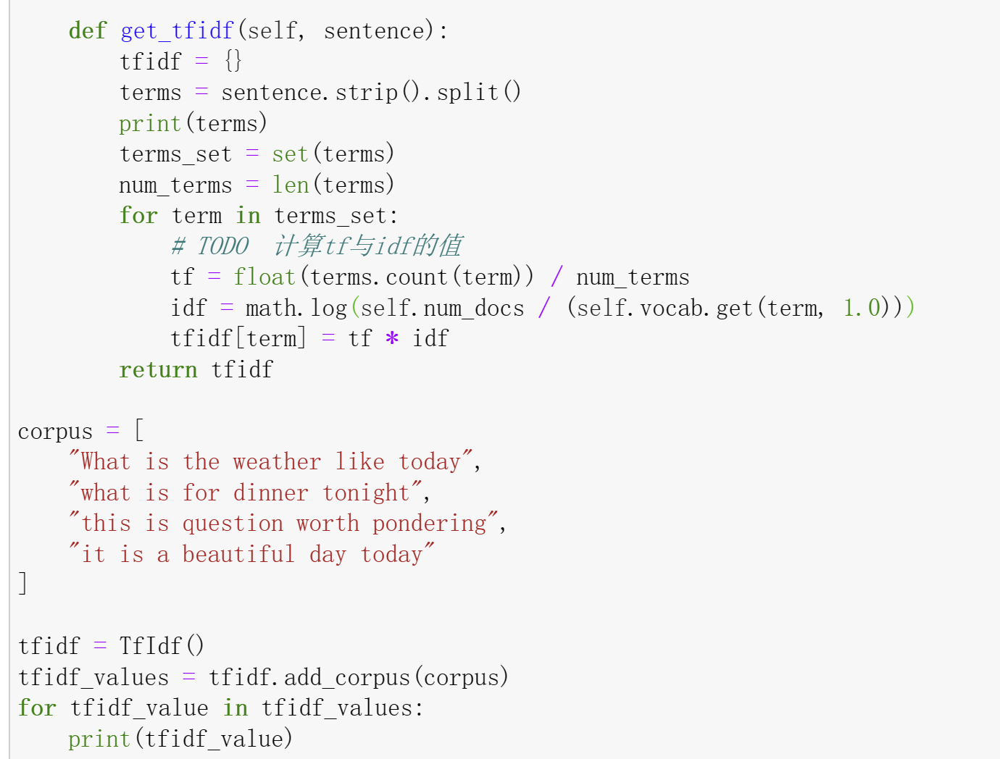 def get_tfidf(self, sentence):
tfidf = {}
terms = sentence.strip().split()
print(terms)
terms_set = set(terms)
num_terms = len(terms)
for term in terms_set:
# TODO 计算tf与idf的值
tf = float(terms.count(term)) / num_terms
idf = math.log(self.num_docs / (self.vocab.get(term, 1.0)))
tfidf[term] = tf * idf
return tfidf
corpus = [
"What is the weather like today",
"what is for dinner tonight",
"this is question worth pondering",
"it is a beautiful day today"
]
tfidf = TfIdf()
tfidf_values = tfidf.add_corpus(corpus)
for tfidf_value in tfidf_values:
print(tfidf_value)